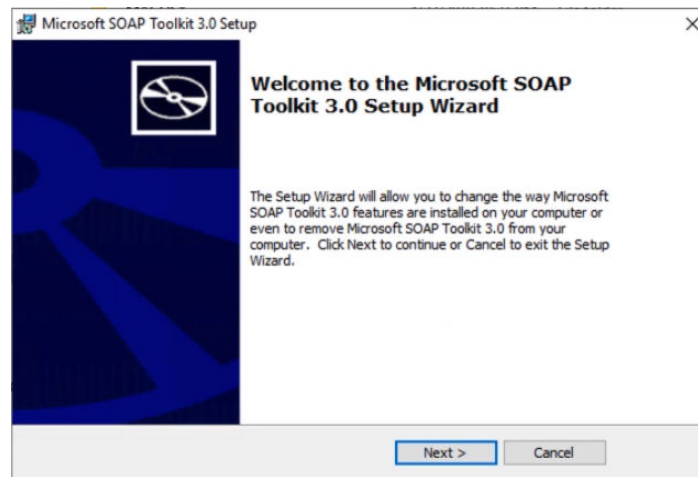 Microsoft SOAP Toolkit 3.0 Setup
Welcome to the Microsoft SOAP
Toolkit 3.0 Setup Wizard
The Setup Wizard will allow you to change the way Microsoft
SOAP Toolkit 3.0 features are installed on your computer or
even to remove Microsoft SOAP Toolkit 3.0 from your
computer. Click Next to continue or Cancel to exit the Setup
Wizard.
Next >
Cancel